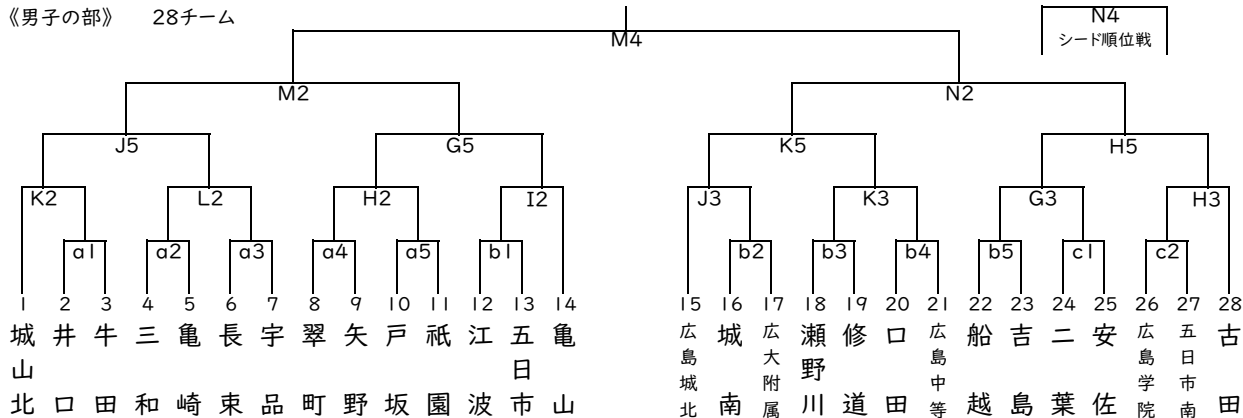 《男子の部》 28チーム
N4
シード順位戦
M4
M2 N2
J5 G5 K5 H5
K2 L2 H2 I2 J3 K3 G3 H3
a1 a2 a3 a4 a5 b1 b2 b3 b4 b5 c1 c2
1 2 3 4 5 6 7 8 9 10 11 12 13 14 15 16 17 18 19 20 21 22 23 24 25 26 27 28
城山北
井口
牛田
三和
亀崎
長束
宇品
翠町
矢野
戸坂
祇園
江波
五日市
亀山
広島城北
城南
広大附属
瀬野川
修道
口田
広島中等
船越
吉島
二葉
安佐
広島学院
五日市南
古田